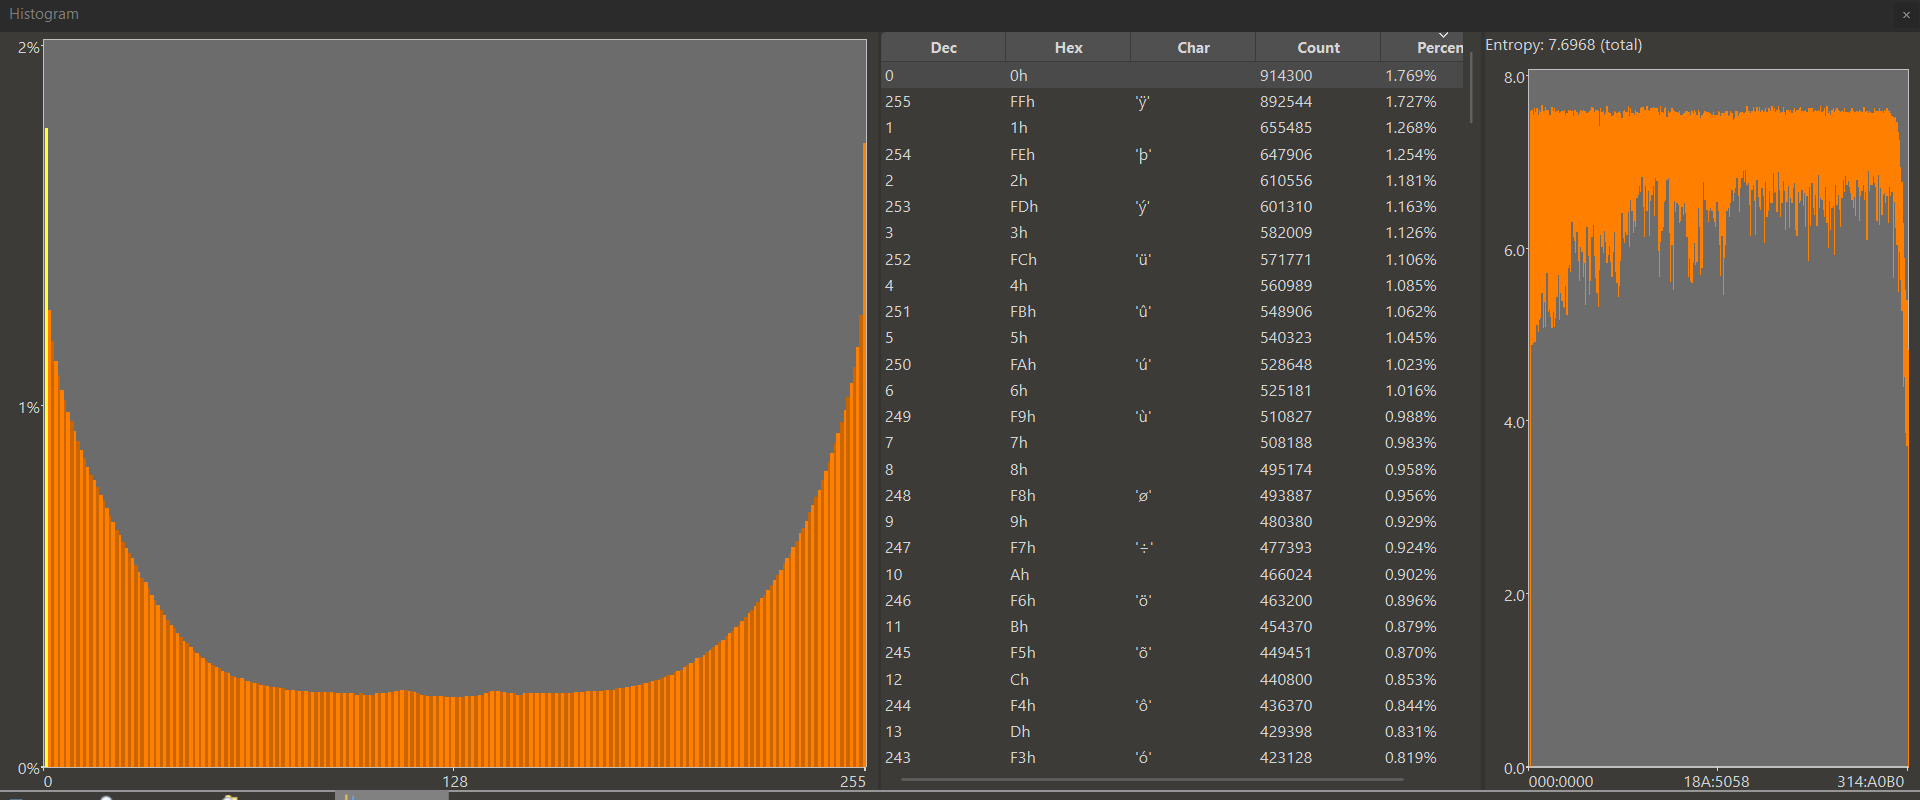 Histogram
×
2%
1%
0%
0 128 255
Dec Hex Char Count Percen
0 0h 914300 1.769%
255 FFh 'ÿ' 892544 1.727%
1 1h 655485 1.268%
254 FEh 'þ' 647906 1.254%
2 2h 610556 1.181%
253 FDh 'ý' 601310 1.163%
3 3h 582009 1.126%
252 FCh 'ü' 571771 1.106%
4 4h 560989 1.085%
251 FBh 'û' 548906 1.062%
5 5h 540323 1.045%
250 FAh 'ú' 528648 1.023%
6 6h 525181 1.016%
249 F9h 'ù' 510827 0.988%
7 7h 508188 0.983%
8 8h 495174 0.958%
248 F8h 'ø' 493887 0.956%
9 9h 480380 0.929%
247 F7h '÷' 477393 0.924%
10 Ah 466024 0.902%
246 F6h 'ö' 463200 0.896%
11 Bh 454370 0.879%
245 F5h 'õ' 449451 0.870%
12 Ch 440800 0.853%
244 F4h 'ô' 436370 0.844%
13 Dh 429398 0.831%
243 F3h 'ó' 423128 0.819%
Entropy: 7.6968 (total)
8.0
6.0
4.0
2.0
0.0
000:0000 18A:5058 314:A0B0